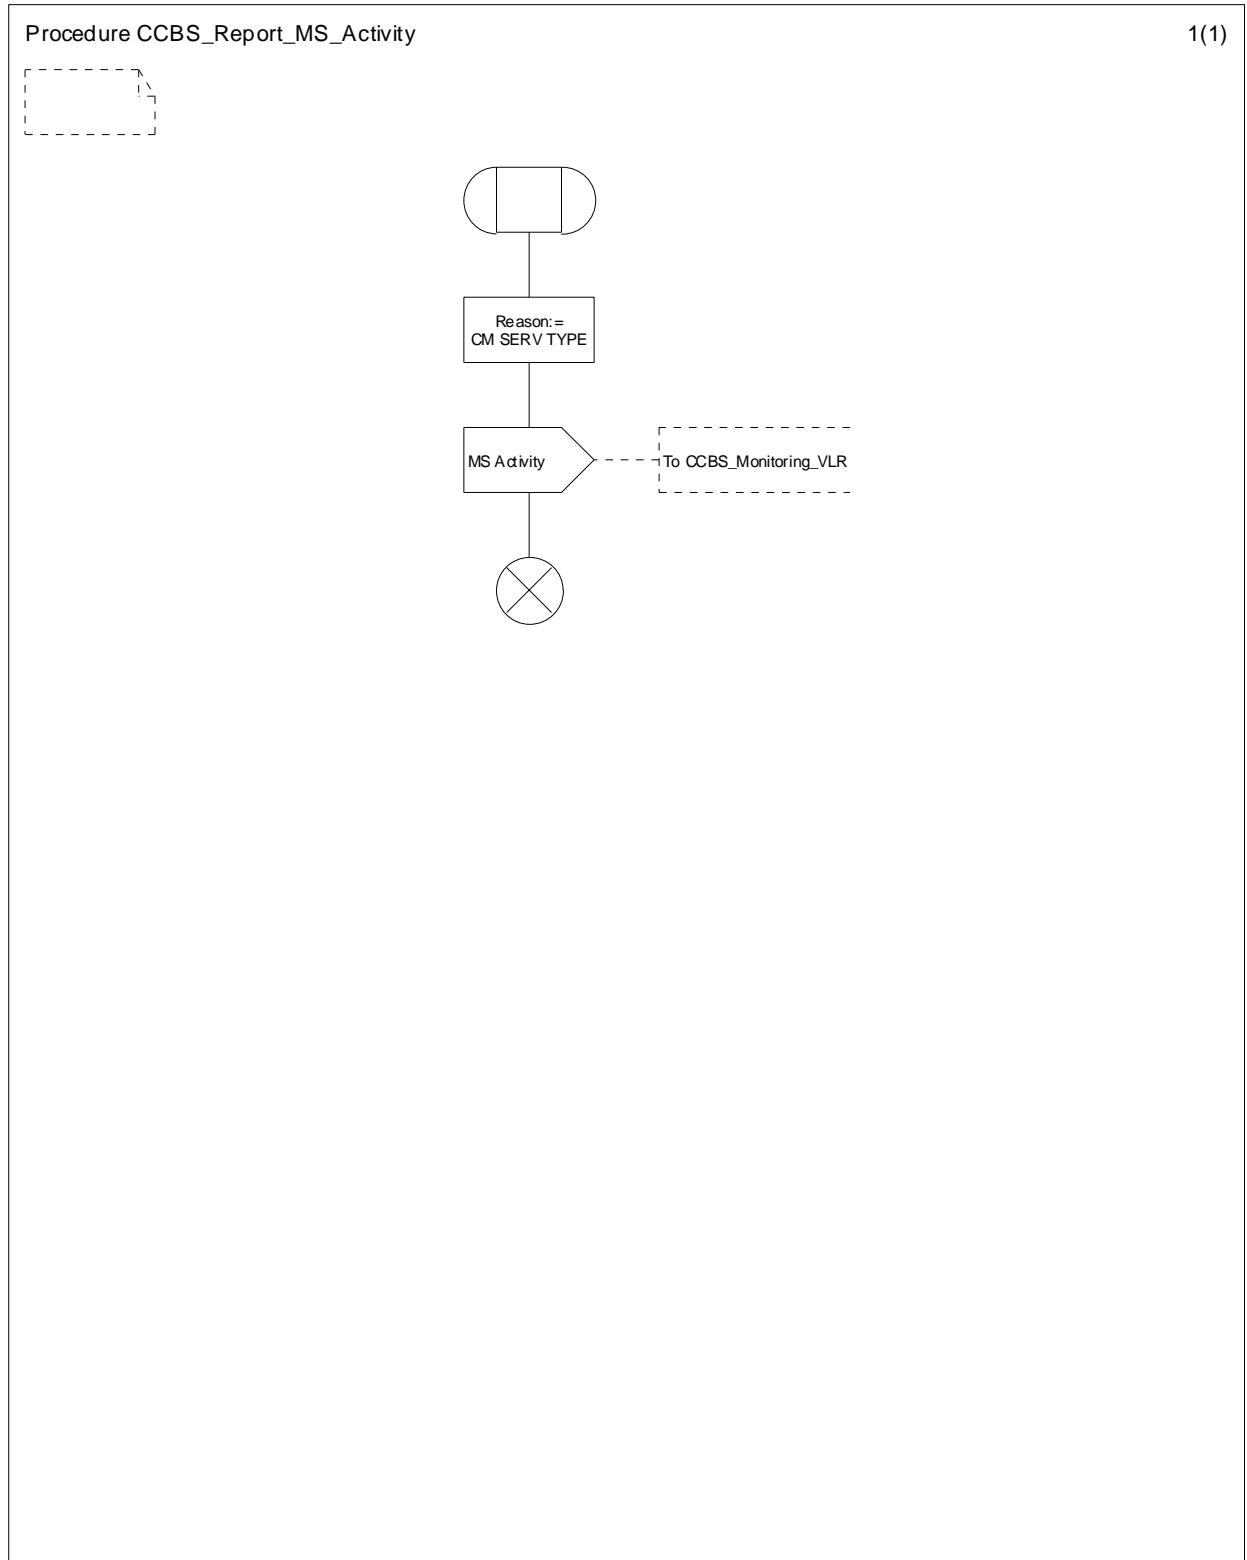 Procedure CCBS_Report_MS_Activity
1(1)
Reason:=
CM SERV TYPE
MS Activity
To CCBS_Monitoring_VLR